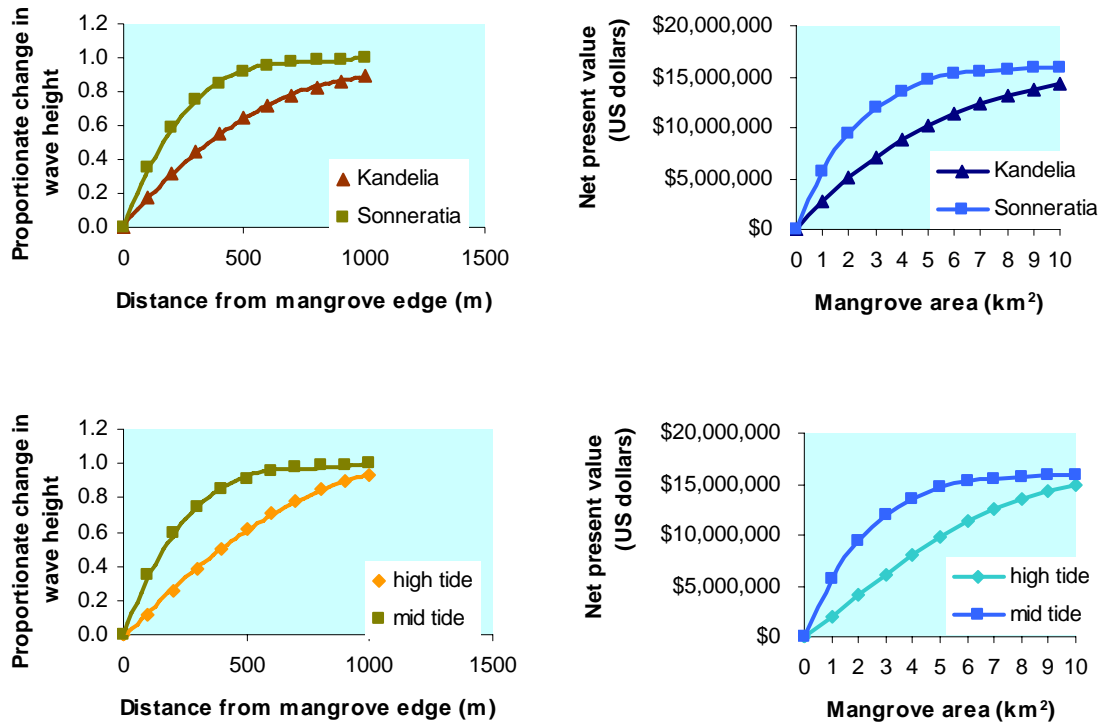 Proportionate change in
wave height
1.2
1.0
0.8
0.6
0.4
0.2
0.0
0
500
1000
1500
Kandelia
Sonneratia
Distance from mangrove edge (m)
Net present value
(US dollars)
$20,000,000
$15,000,000
$10,000,000
$5,000,000
$0
0 1 2 3 4 5 6 7 8 9 10
Kandelia
Sonneratia
Mangrove area (km²)
Proportionate change in
wave height
1.2
1.0
0.8
0.6
0.4
0.2
0.0
0
500
1000
1500
high tide
mid tide
Distance from mangrove edge (m)
Net present value
(US dollars)
$20,000,000
$15,000,000
$10,000,000
$5,000,000
$0
0 1 2 3 4 5 6 7 8 9 10
high tide
mid tide
Mangrove area (km²)